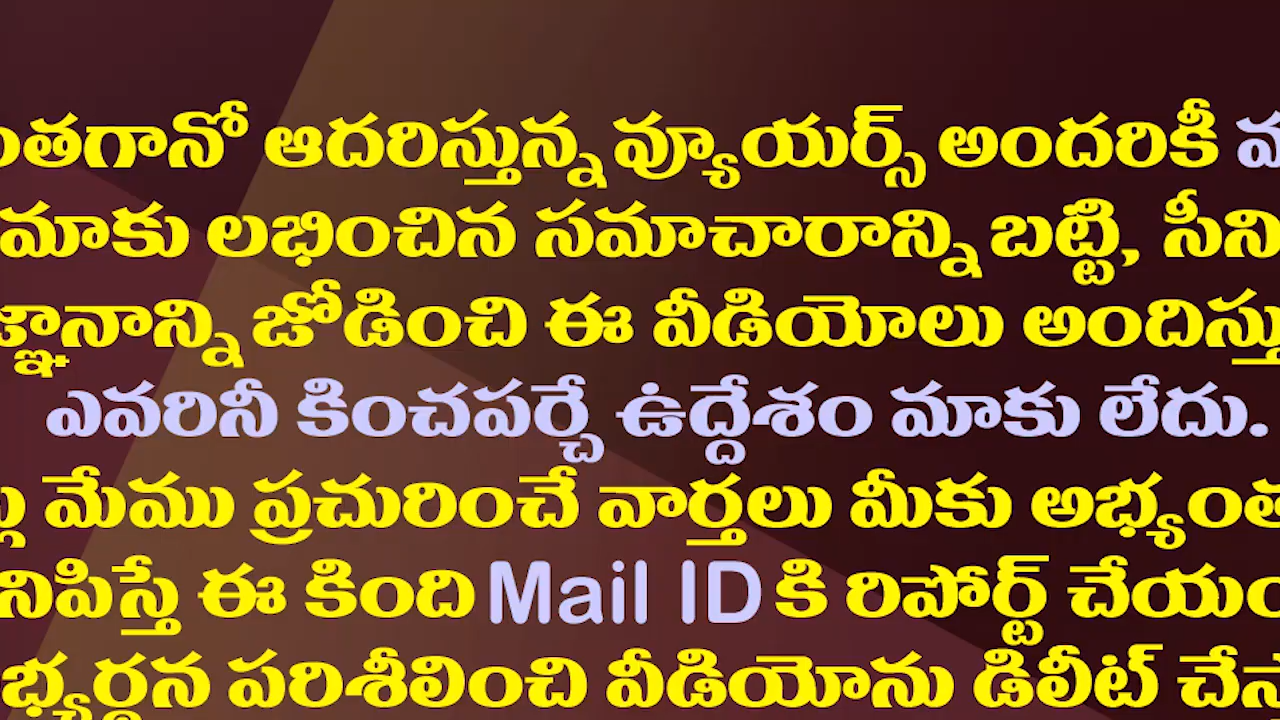 ఆదరిస్తున్న వ్యూయర్స్ అందరికీ
మాకు లభించిన సమాచారాన్ని బట్టి,
జోడించి ఈ వీడియోలు
ఎవరినీ కించపర్చే ఉద్దేశం మాకు లేదు.
మేము ప్రచురించే వార్తలు మీకు
ఈ కింది Mail ID కి రిపోర్ట్
పరిశీలించి వీడియోను డిలీట్